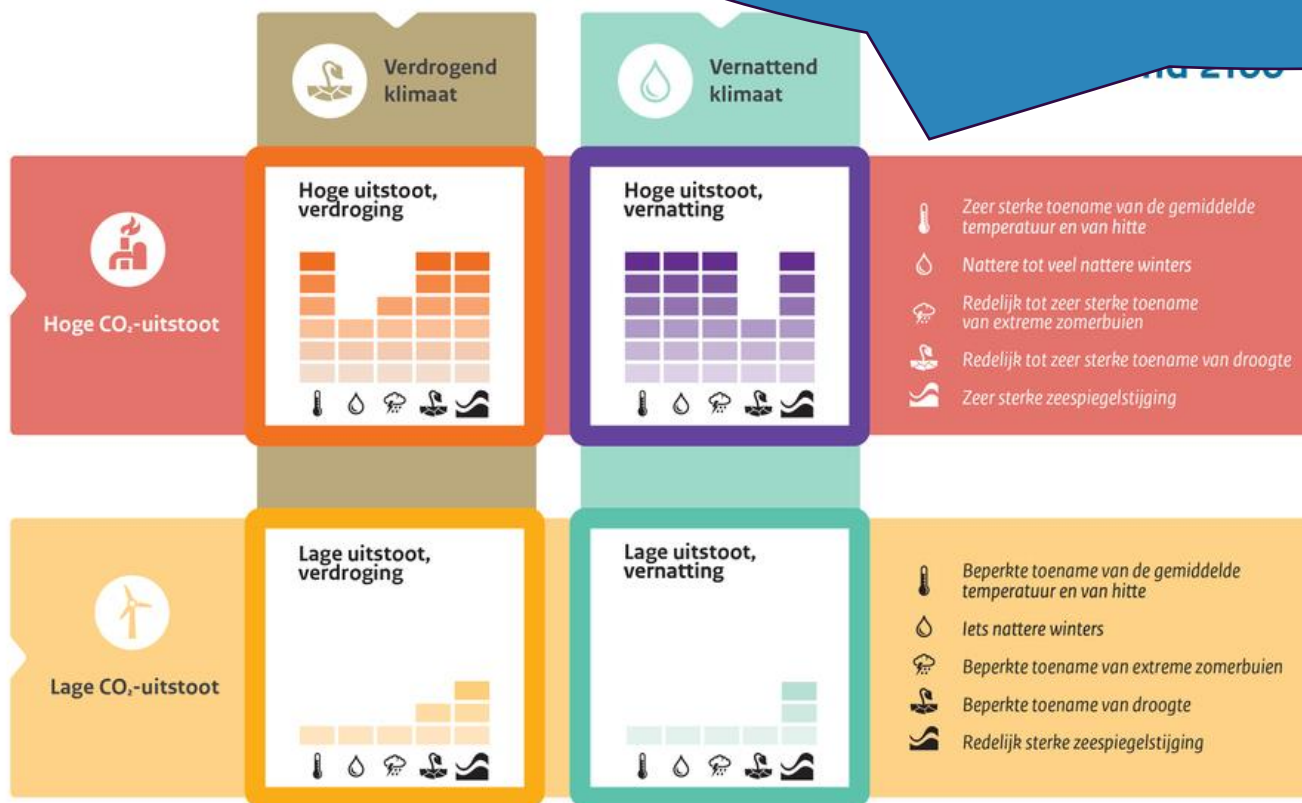 Verdrogend
klimaat
Vernattend
klimaat
Hoge CO₂-uitstoot
Hoge uitstoot,
verdroging
Hoge uitstoot,
vernatting
Zeer sterke toename van de gemiddelde
temperatuur en van hitte
Nattere tot veel nattere winters
Redelijk tot zeer sterke toename
van extreme zomerbuien
Redelijk tot zeer sterke toename van droogte
Zeer sterke zeespiegelstijging
Lage CO₂-uitstoot
Lage uitstoot,
verdroging
Lage uitstoot,
vernatting
Beperkte toename van de gemiddelde
temperatuur en van hitte
Iets nattere winters
Beperkte toename van extreme zomerbuien
Beperkte toename van droogte
Redelijk sterke zeespiegelstijging